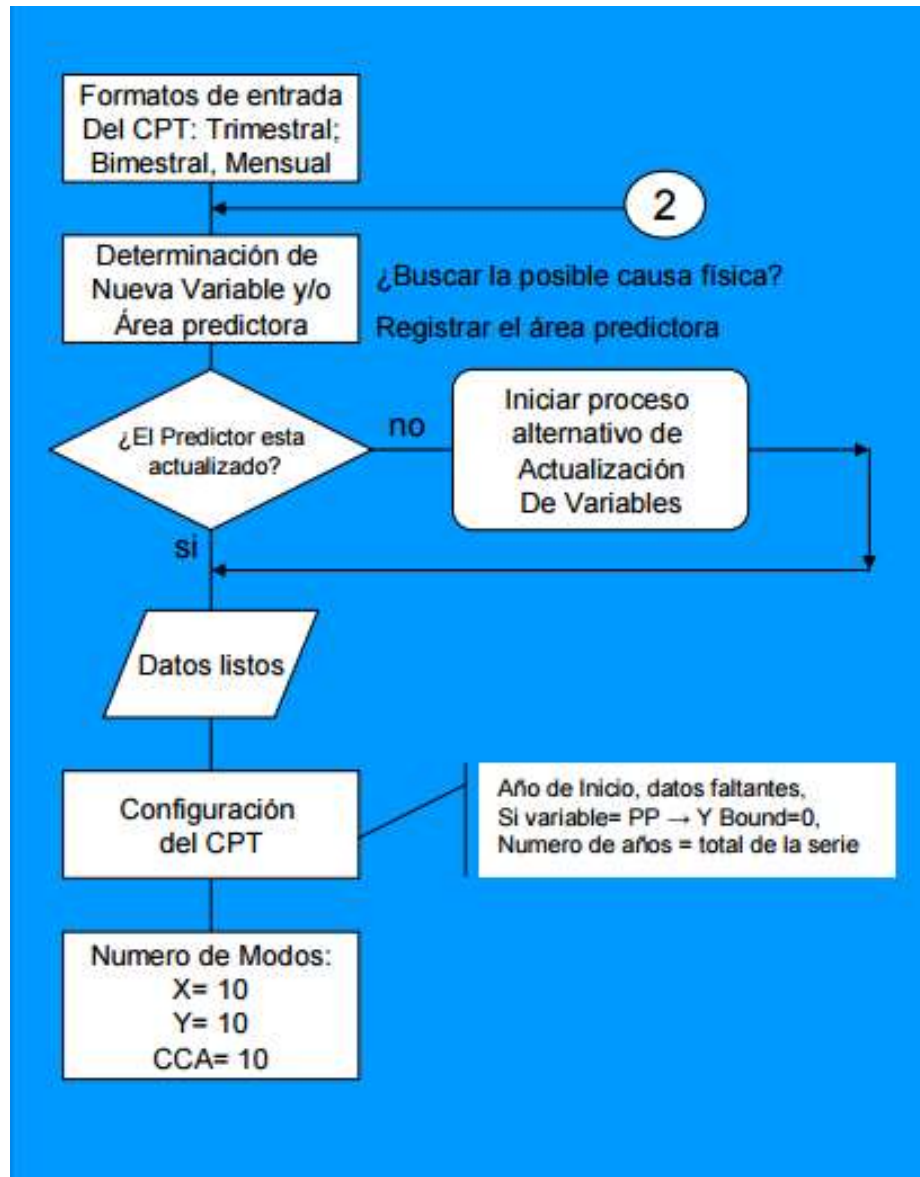 Formatos de entrada
Del CPT: Trimestral;
Bimestral, Mensual
2
Determinación de
Nueva Variable y/o
Área predictora
¿Buscar la posible causa física?
Registrar el área predictora
¿El Predictor esta
actualizado?
no
Iniciar proceso
alternativo de
Actualización
De Variables
si
Datos listos
Configuración
del CPT
Año de Inicio, datos faltantes,
Si variable= PP → Y Bound=0,
Numero de años = total de la serie
Numero de Modos:
X= 10
Y= 10
CCA= 10